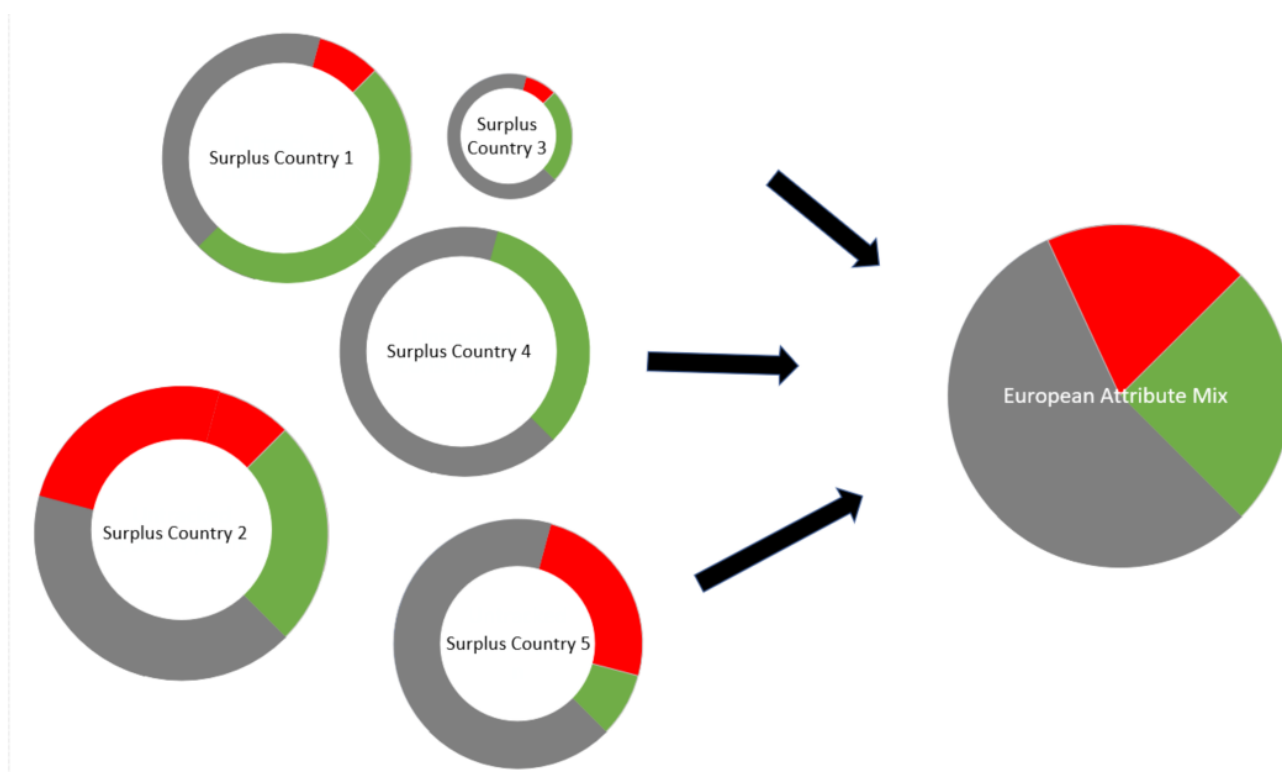 Surplus Country 1
Surplus
Country 3
Surplus Country 4
European Attribute Mix
Surplus Country 2
Surplus Country 5